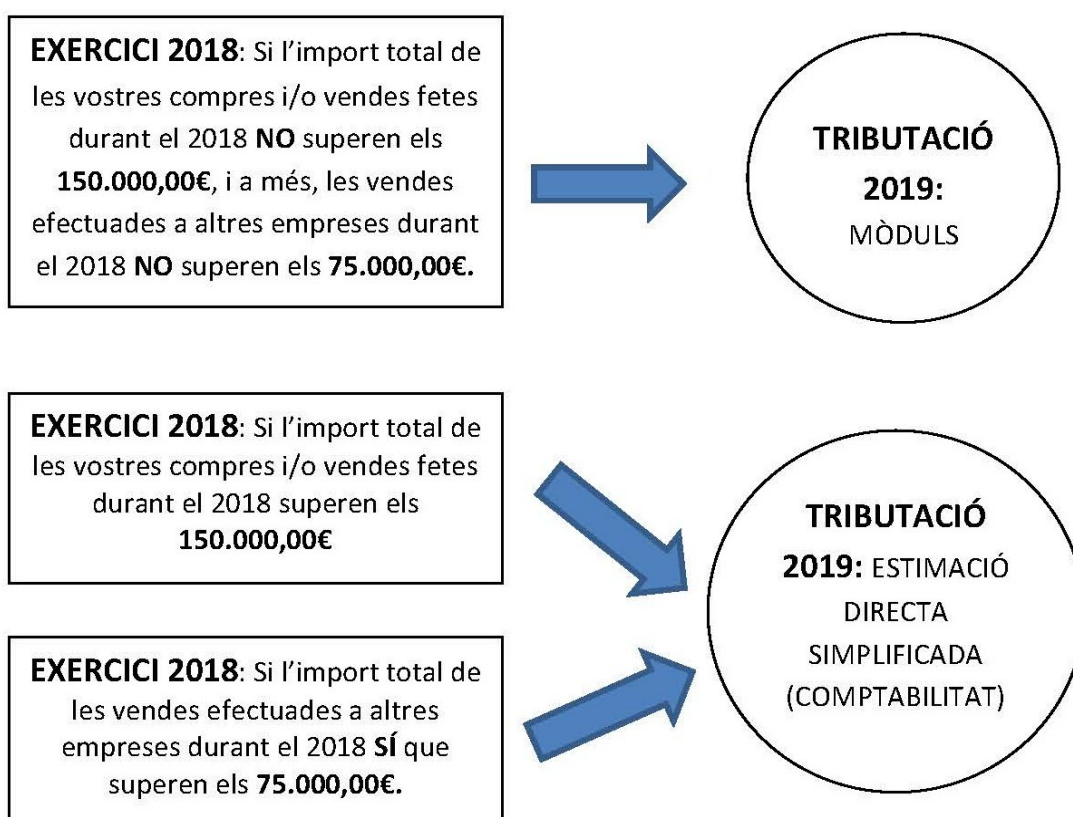 EXERCICI 2018: Si l’import total de
les vostres compres i/o vendes fetes
durant el 2018 NO superen els
150.000,00€, i a més, les vendes
efectuades a altres empreses durant
el 2018 NO superen els 75.000,00€.
TRIBUTACIÓ
2019:
MÒDULS
EXERCICI 2018: Si l’import total de
les vostres compres i/o vendes fetes
durant el 2018 superen els
150.000,00€
EXERCICI 2018: Si l’import total de
les vendes efectuades a altres
empreses durant el 2018 SÍ que
superen els 75.000,00€.
TRIBUTACIÓ
2019: ESTIMACIÓ
DIRECTA
SIMPLIFICADA
(COMPTABILITAT)